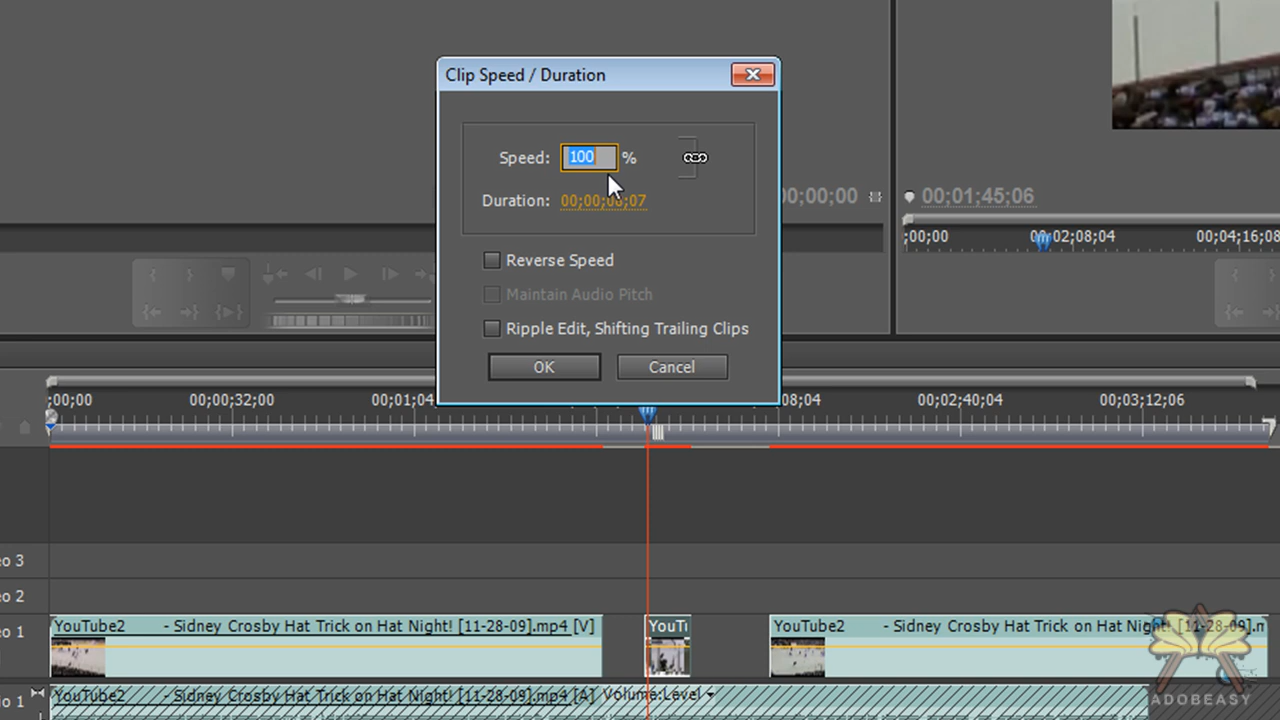 Clip Speed / Duration
Speed: 100 %
Duration:
Reverse Speed
Maintain Audio Pitch
Ripple Edit, Shifting Trailing Clips
OK Cancel
00;00;00
00;01;45;06
;00;00 00;02;08;04 00;04;16;08
;00;00 00;00;32;00 00;01;04 08;04 00;02;40;04 00;03;12;06
eo 3
eo 2
eo 1
YouTube2 - Sidney Crosby Hat Trick on Hat Night! [11-28-09].mp4 [V]
YouTi
YouTube2 - Sidney Crosby Hat Trick on Hat Night! [11-28-09].m
io 1
YouTube2 - Sidney Crosby Hat Trick on Hat Night! [11-28-09].mp4 [A] Volume:Level
ADOBEASY